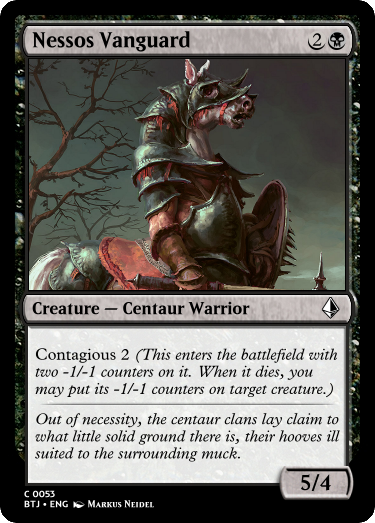 Nessos Vanguard 2
Creature — Centaur Warrior
Contagious 2 (This enters the battlefield with
two -1/-1 counters on it. When it dies, you
may put its -1/-1 counters on target creature.)
Out of necessity, the centaur clans lay claim to
what little solid ground there is, their hooves ill
suited to the surrounding muck.
5/4
C 0053
BTJ • ENG Markus Neidel